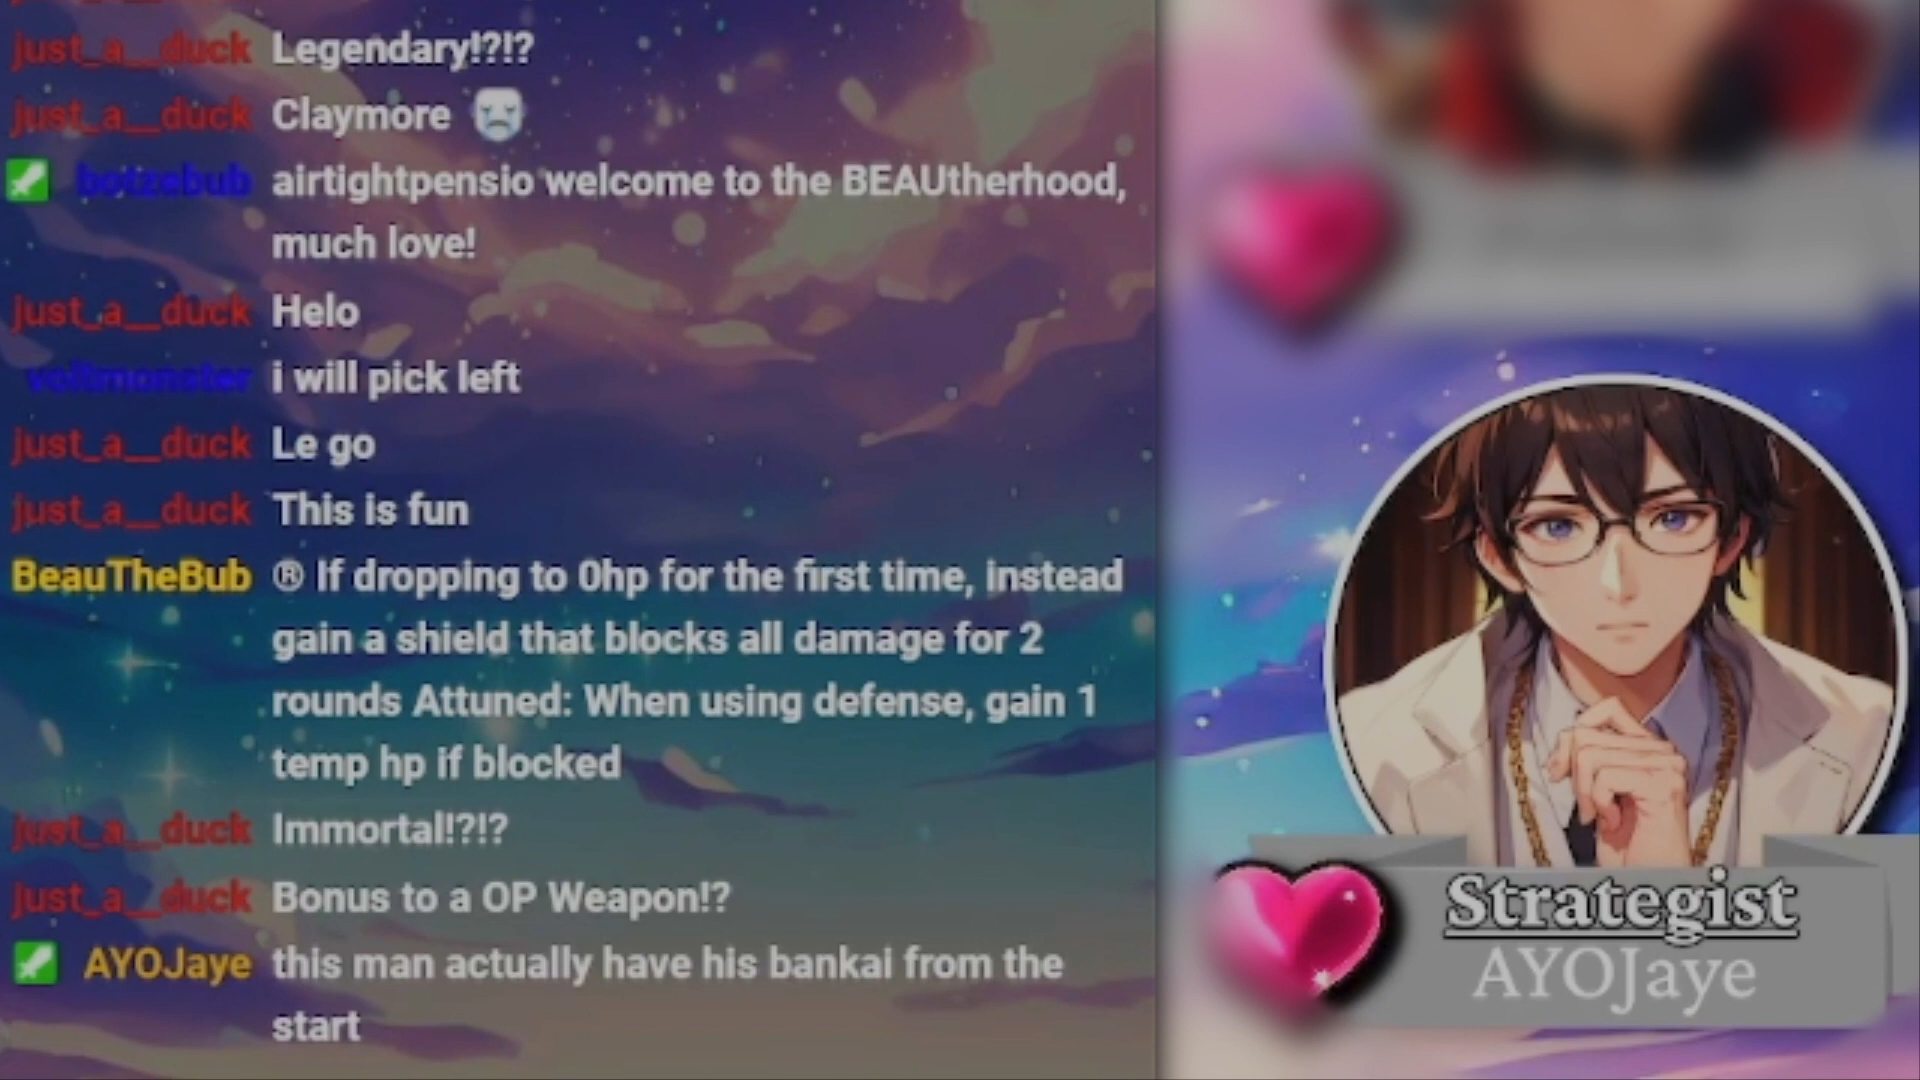 just_a__duck Legendary!?!?
just_a__duck Claymore
botzebub airtightpensio welcome to the BEAUtherhood,
much love!
just_a__duck Helo
voltmonster i will pick left
just_a__duck Le go
just_a__duck This is fun
BeauTheBub ® If dropping to 0hp for the first time, instead
gain a shield that blocks all damage for 2
rounds Attuned: When using defense, gain 1
temp hp if blocked
just_a__duck Immortal!?!?
just_a__duck Bonus to a OP Weapon!?
AYOJaye this man actually have his bankai from the
start
Strategist
AYOJaye